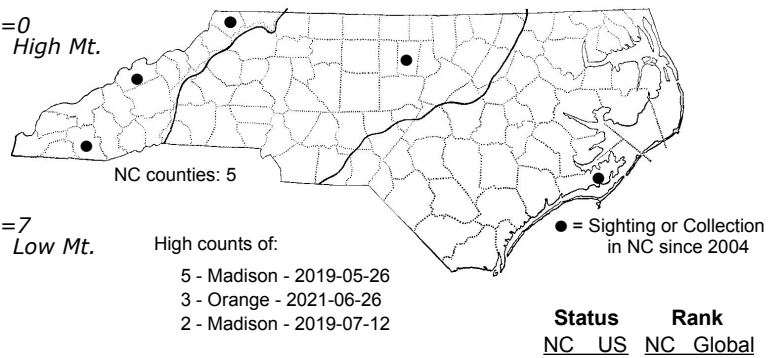 =0
High Mt.
NC counties: 5
=7
Low Mt.
High counts of:
5 - Madison - 2019-05-26
3 - Orange - 2021-06-26
2 - Madison - 2019-07-12
● = Sighting or Collection
in NC since 2004
Status Rank
NC US NC Global